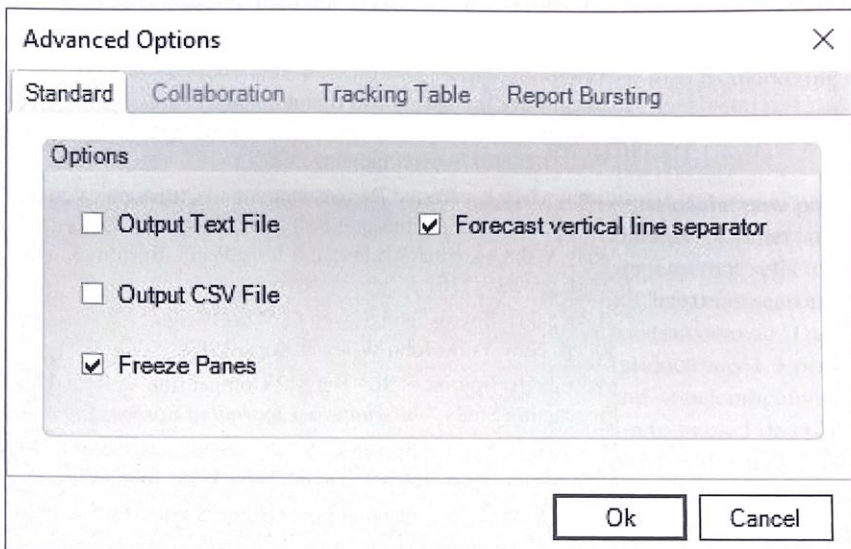 Advanced Options
Standard Collaboration Tracking Table Report Bursting
Options
Output Text File Forecast vertical line separator
Output CSV File
Freeze Panes
Ok Cancel